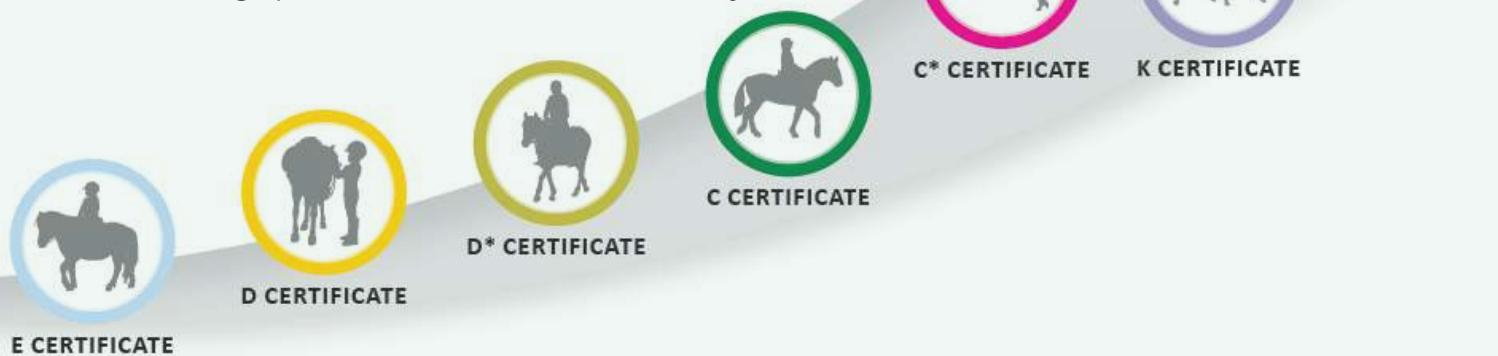 C* CERTIFICATE
K CERTIFICATE
C CERTIFICATE
D* CERTIFICATE
D CERTIFICATE
E CERTIFICATE